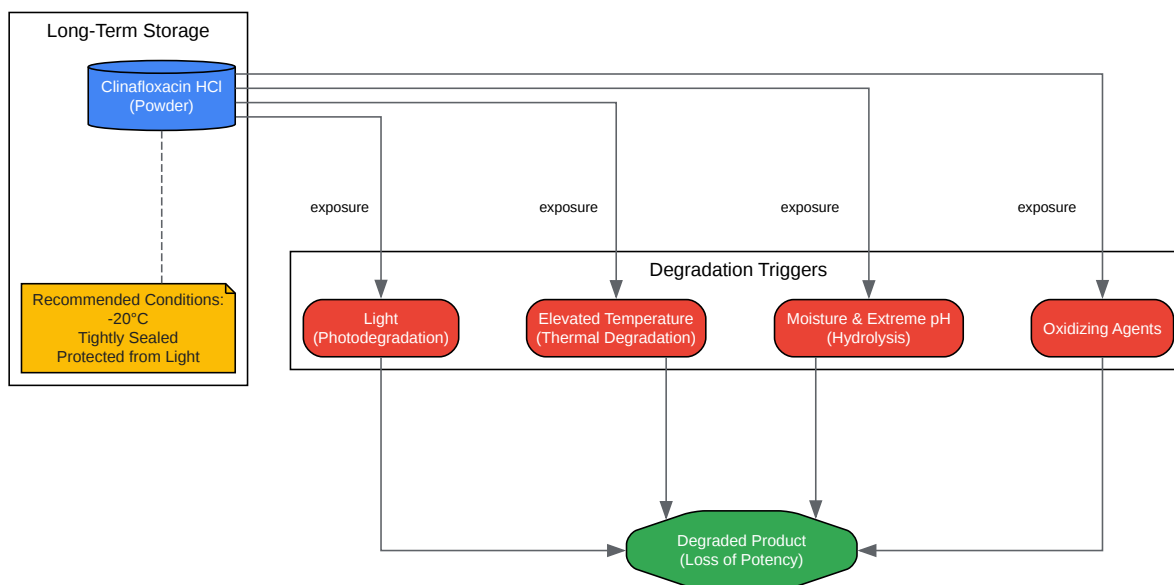 Long-Term Storage
Clinafloxacin HCl
(Powder)
exposure
exposure
exposure
exposure
Degradation Triggers
Recommended Conditions:
-20°C
Tightly Sealed
Protected from Light
Light
(Photodegradation)
Elevated Temperature
(Thermal Degradation)
Moisture & Extreme pH
(Hydrolysis)
Oxidizing Agents
Degraded Product
(Loss of Potency)